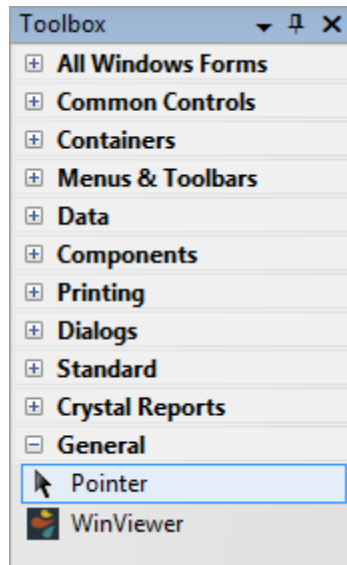 Toolbox
All Windows Forms
Common Controls
Containers
Menus & Toolbars
Data
Components
Printing
Dialogs
Standard
Crystal Reports
General
Pointer
WinViewer